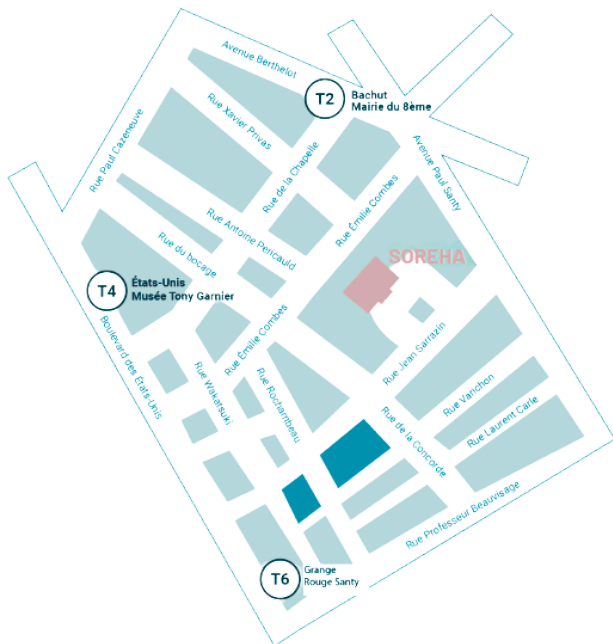 Avenue Berthelot
T2
Bachut
Mairie du 8ème
Rue Paul Cazeneuve
Rue Xavier Privas
Rue de la Chapelle
Avenue Paul Santy
Rue Émilie Combes
Rue Antoine Pericauld
Rue du bocage
SOREHA
T4
États-Unis
Musée Tony Garnier
Boulevard des États-Unis
Rue Wakatsuki
Rue Émilie Combes
Rue Rochambeau
Rue Jean Sarrazin
Rue Varichon
Rue Laurent Carle
Rue de la Concorde
Rue Professeur Beauvisage
T6
Grange
Rouge Santy